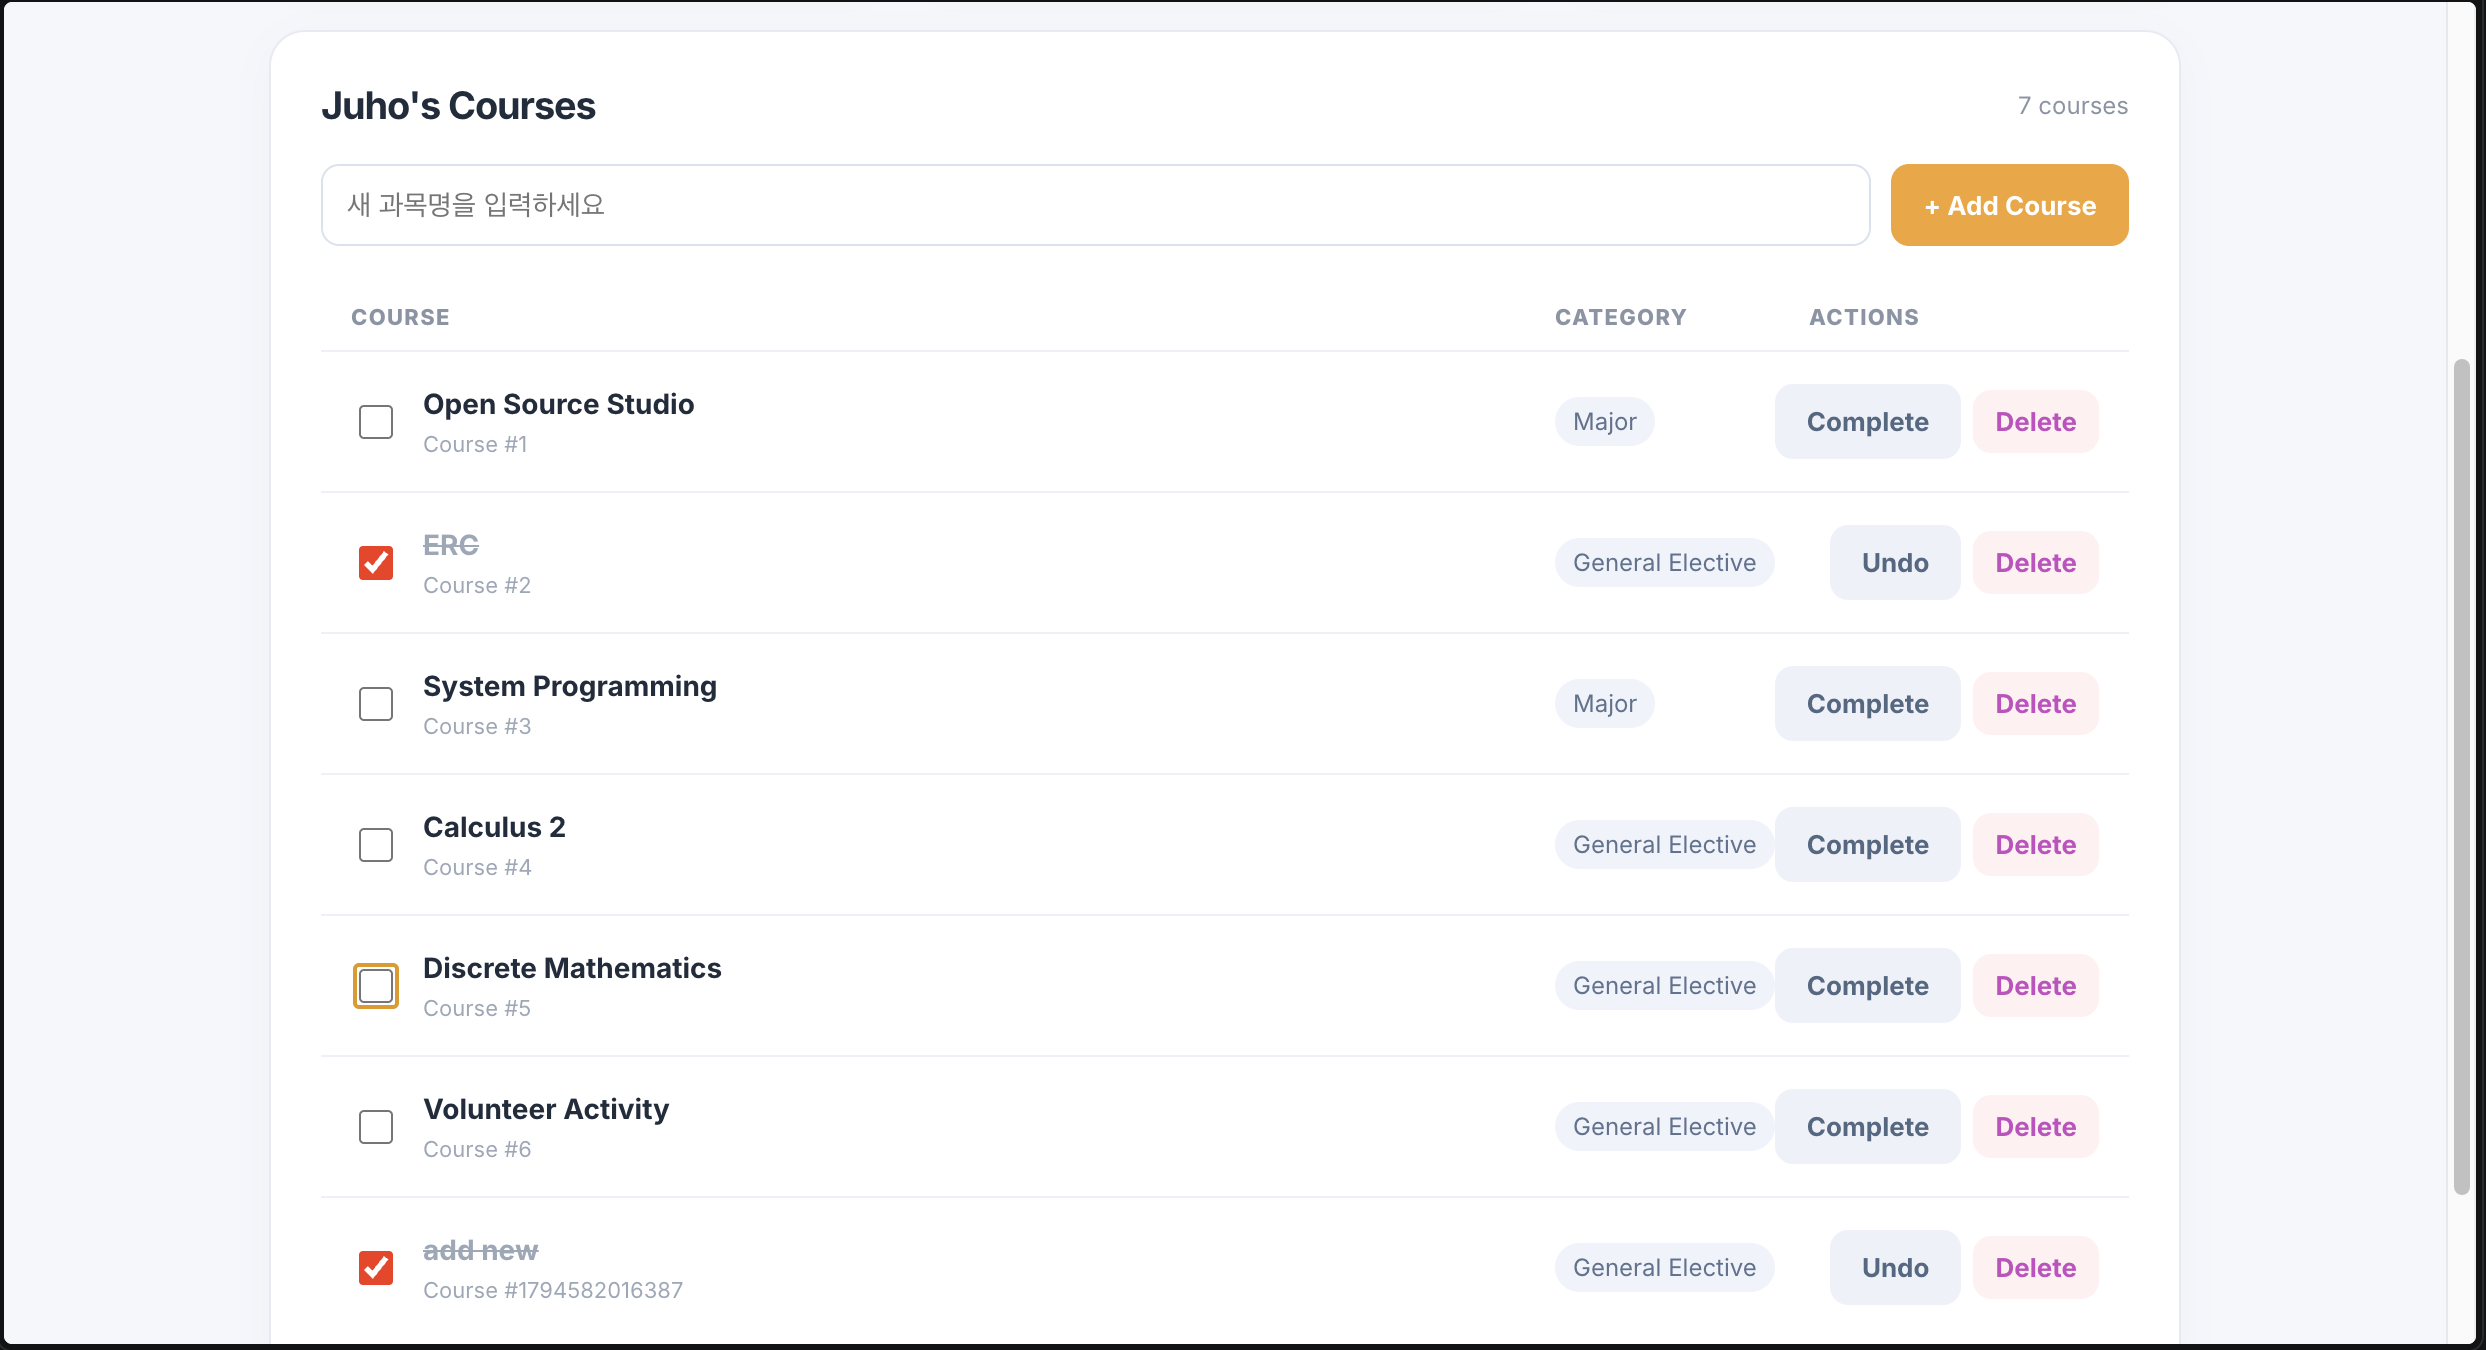 Juho's Courses
7 courses
새 과목명을 입력하세요
+ Add Course
COURSE CATEGORY ACTIONS
Open Source Studio
Course #1
Major Complete Delete
ERC
Course #2
General Elective Undo Delete
System Programming
Course #3
Major Complete Delete
Calculus 2
Course #4
General Elective Complete Delete
Discrete Mathematics
Course #5
General Elective Complete Delete
Volunteer Activity
Course #6
General Elective Complete Delete
add new
Course #1794582016387
General Elective Undo Delete